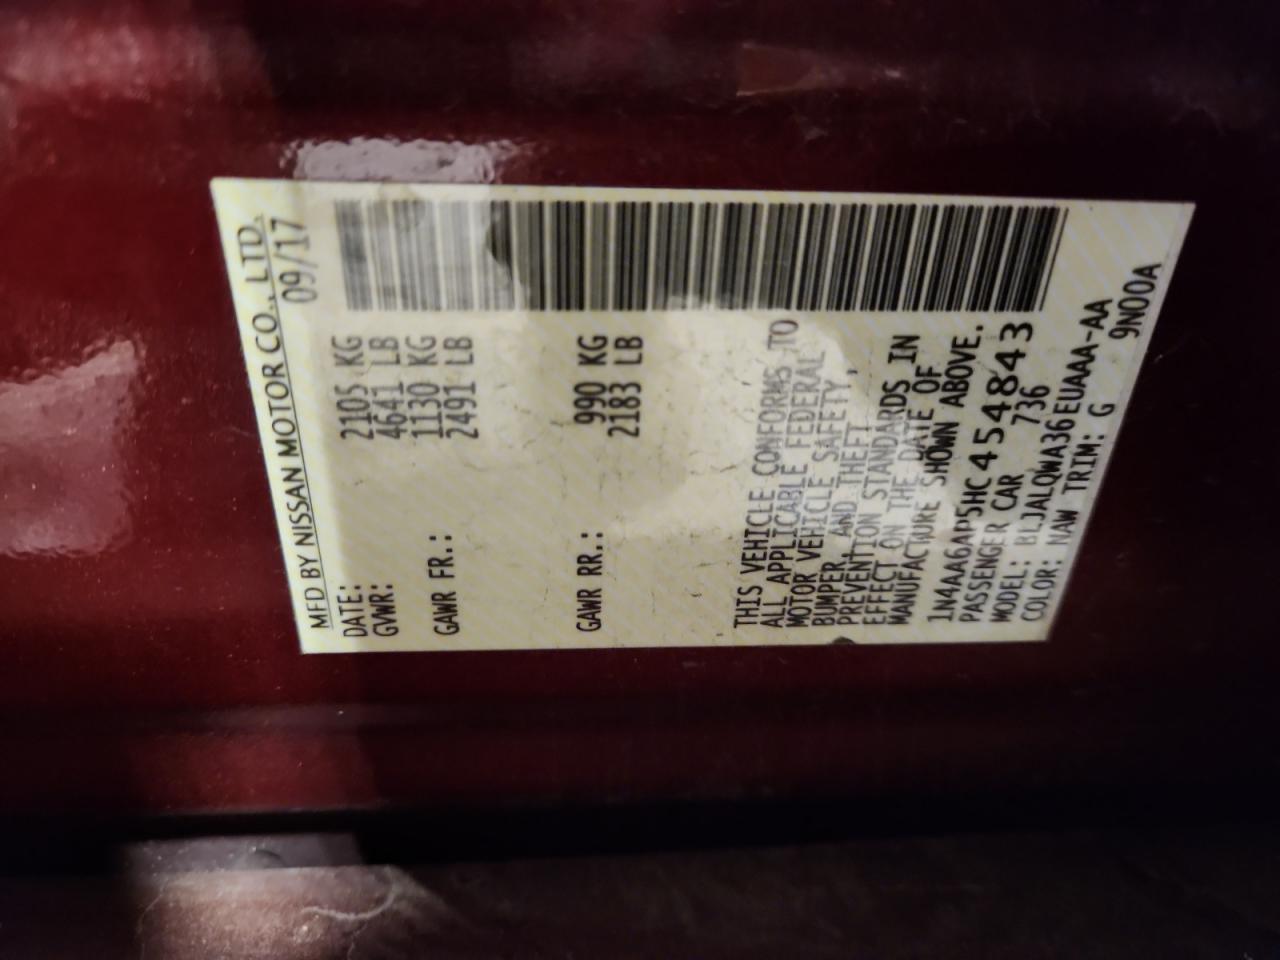 MFD BY NISSAN MOTOR CO., LTD.
DATE: 09/17
GVWR: 2105 KG
4641 LB
GAWR FR.: 1130 KG
2491 LB
GAWR RR.: 990 KG
2183 LB
THIS VEHICLE CONFORMS TO
ALL APPLICABLE FEDERAL
MOTOR VEHICLE SAFETY,
BUMPER, AND THEFT
PREVENTION STANDARDS IN
EFFECT ON THE DATE OF
MANUFACTURE SHOWN ABOVE.
1N4AA6AP5HC454843
PASSENGER CAR 736
MODEL: BLJALQWA36EUAAA-AA
COLOR: NAW TRIM: G 9N00A